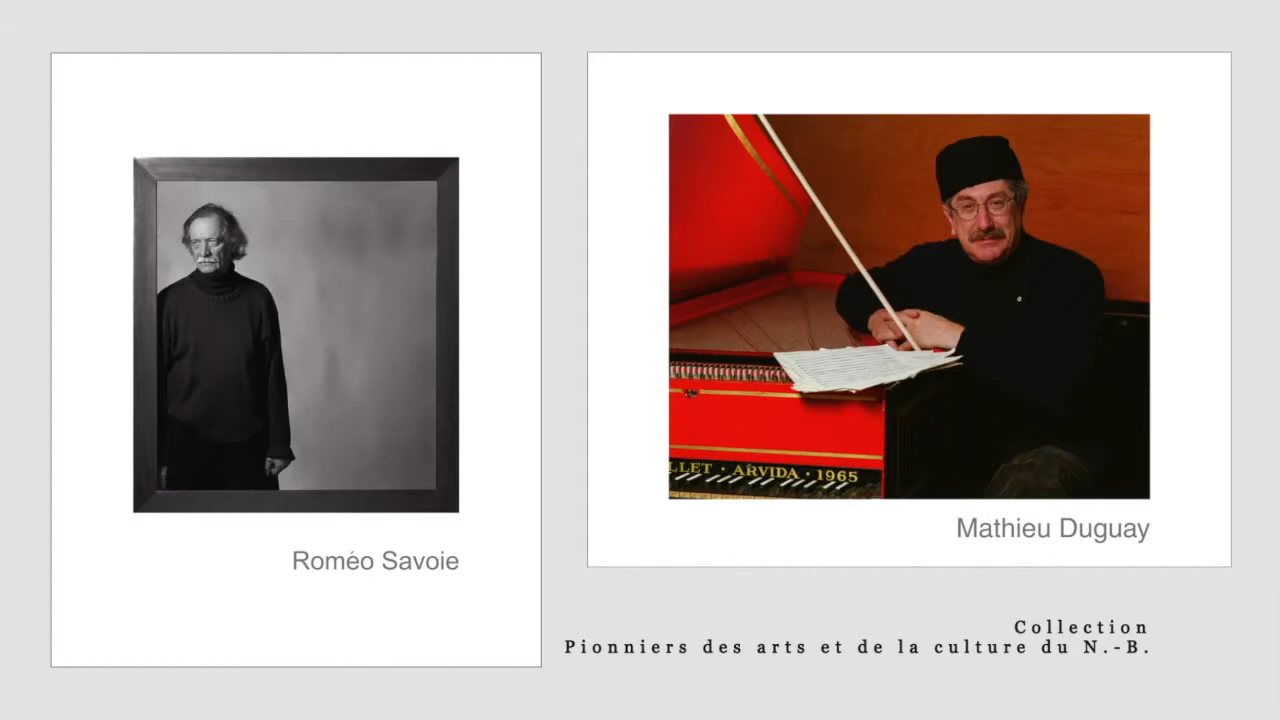 Roméo Savoie
LLET · ARVIDA · 1965
Mathieu Duguay
Collection
Pionniers des arts et de la culture du N.-B.